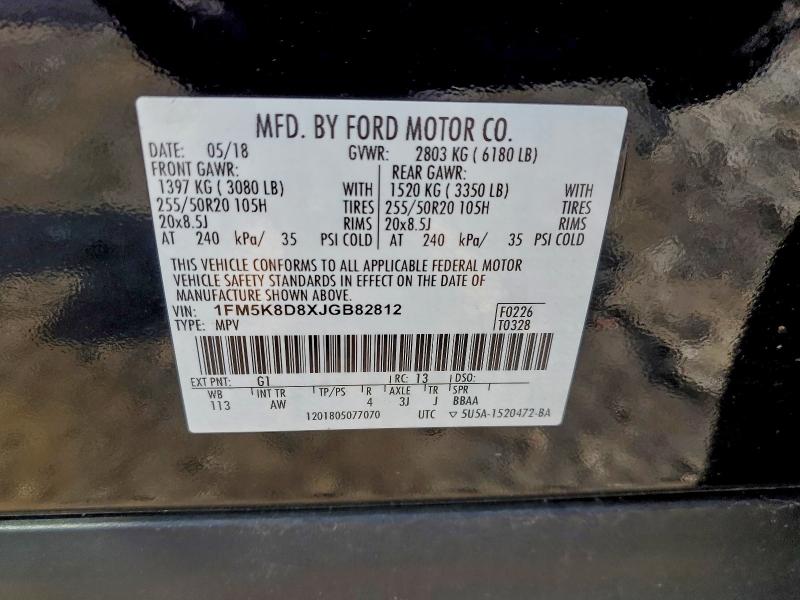 MFD. BY FORD MOTOR CO.
DATE: 05/18 GVWR: 2803 KG ( 6180 LB)
FRONT GAWR: REAR GAWR:
1397 KG ( 3080 LB) WITH 1520 KG ( 3350 LB) WITH
255/50R20 105H TIRES 255/50R20 105H TIRES
20x8.5J RIMS 20x8.5J RIMS
AT 240 kPa/ 35 PSI COLD AT 240 kPa/ 35 PSI COLD
THIS VEHICLE CONFORMS TO ALL APPLICABLE FEDERAL MOTOR
VEHICLE SAFETY STANDARDS IN EFFECT ON THE DATE OF
MANUFACTURE SHOWN ABOVE.
VIN: 1FM5K8D8XJGB82812 F0226
TYPE: MPV T0328
EXT PNT: G1 RC: 13 DSO:
WB INT TR TP/PS R AXLE TR SPR
113 AW 4 3J J BBAA
1201805077070 UTC ▽ 5U5A-1520472-BA